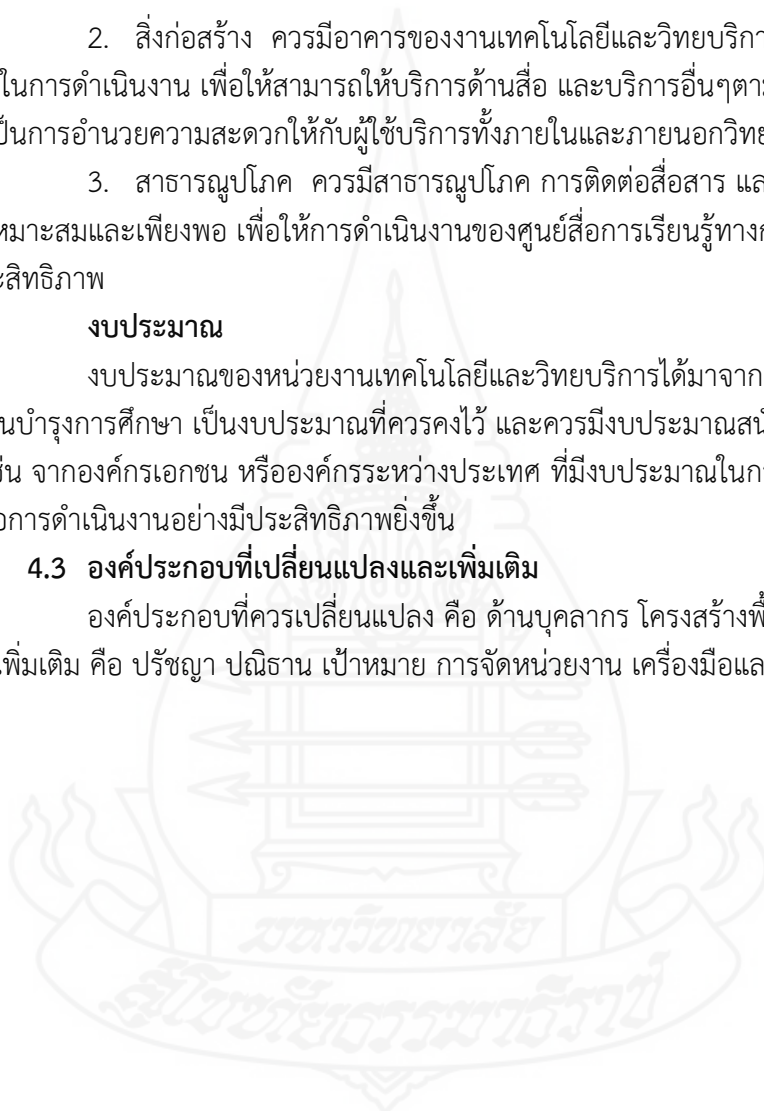 2. สิ่งก่อสร้าง ควรมีอาคารของงานเทคโนโลยีและวิทยบริกา
ในการดำเนินงาน เพื่อให้สามารถให้บริการด้านสื่อ และบริการอื่นๆตาม
ป็นการอำนวยความสะดวกให้กับผู้ใช้บริการทั้งภายในและภายนอกวิทย
3. สาธารณูปโภค ควรมีสาธารณูปโภค การติดต่อสื่อสาร แล
หมาะสมและเพียงพอ เพื่อให้การดำเนินงานของศูนย์สื่อการเรียนรู้ทางก
ะสิทธิภาพ
งบประมาณ
งบประมาณของหน่วยงานเทคโนโลยีและวิทยบริการได้มาจาก
นบำรุงการศึกษา เป็นงบประมาณที่ควรคงไว้ และควรมีงบประมาณสนั
ช่น จากองค์กรเอกชน หรือองค์กรระหว่างประเทศ ที่มีงบประมาณในกา
อการดำเนินงานอย่างมีประสิทธิภาพยิ่งขึ้น
4.3 องค์ประกอบที่เปลี่ยนแปลงและเพิ่มเติม
องค์ประกอบที่ควรเปลี่ยนแปลง คือ ด้านบุคลากร โครงสร้างพื้
เพิ่มเติม คือ ปรัชญา ปณิธาน เป้าหมาย การจัดหน่วยงาน เครื่องมือแล
มหาวิทยาลัย
สุโขทัยธรรมาธิราช